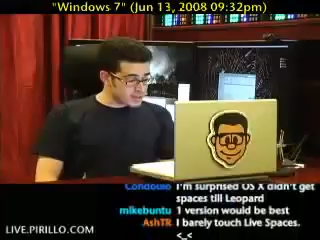 "Windows 7" (Jun 13, 2008 09:32pm)
Condoulo I'm surprised OS X didn't get
spaces till Leopard
mikebuntu 1 version would be best
AshTR I barely touch Live Spaces.
<_<
LIVE.PIRILLO.COM